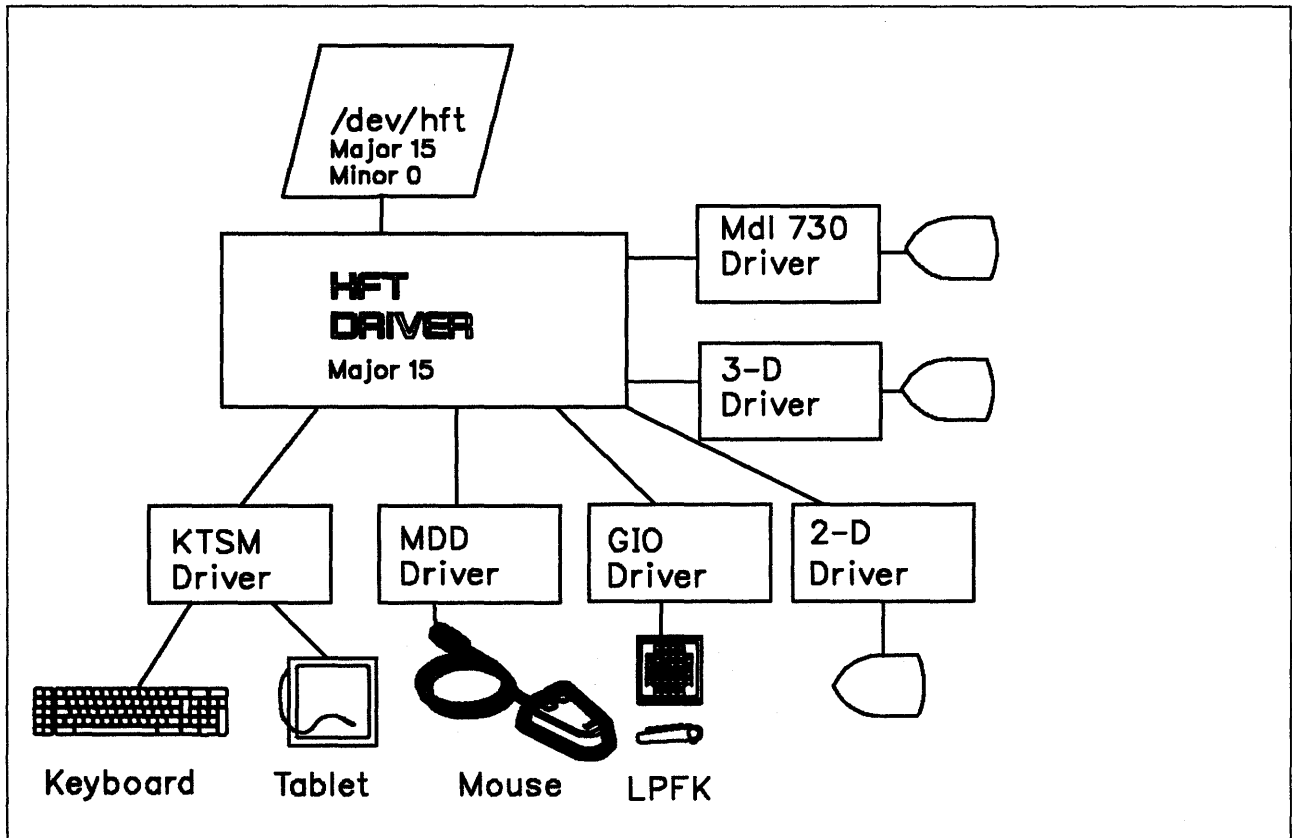 /dev/hft
Major 15
Minor 0
HFT
DRIVER
Major 15
Mdl 730
Driver
3-D
Driver
KTSM
Driver
MDD
Driver
GIO
Driver
2-D
Driver
Keyboard
Tablet
Mouse
LPFK